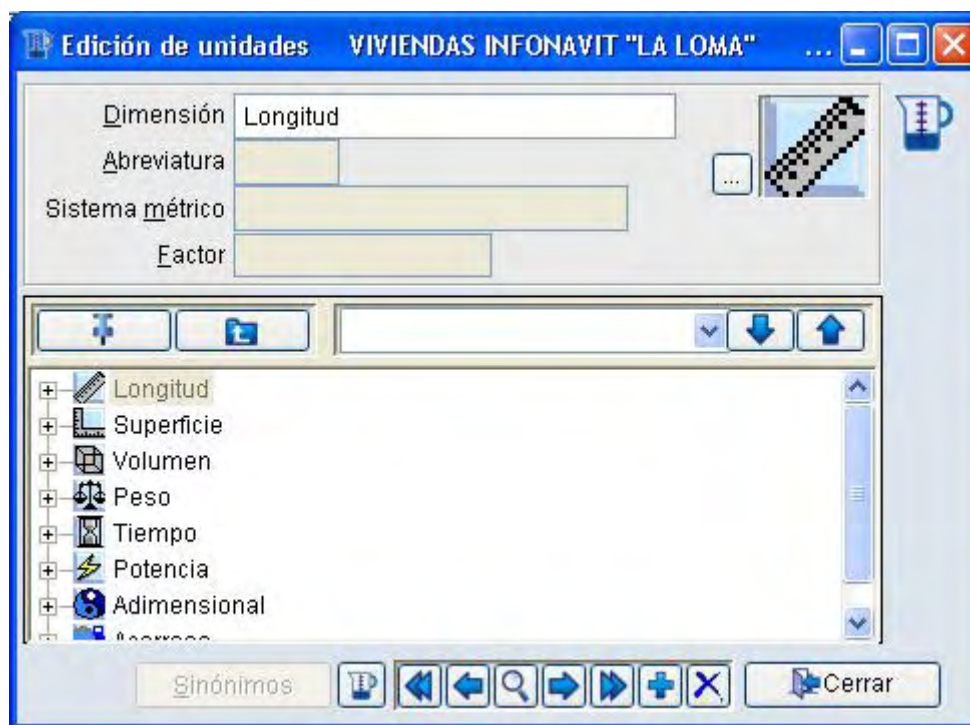 Edición de unidades VIVIENDAS INFONAVIT "LA LOMA" ...
Dimensión Longitud
Abreviatura
...
Sistema métrico
Factor
Longitud
Superficie
Volumen
Peso
Tiempo
Potencia
Adimensional
Sinónimos
Cerrar